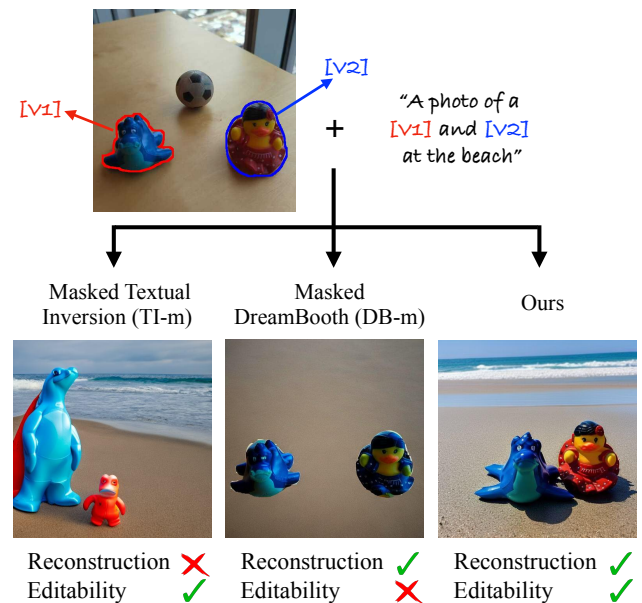 [v1]
[v2]
+
"A photo of a
[v1] and [v2]
at the beach"
Masked Textual
Inversion (TI-m)
Masked
DreamBooth (DB-m)
Ours
Reconstruction ✗
Editability ✓
Reconstruction ✓
Editability ✗
Reconstruction ✓
Editability ✓